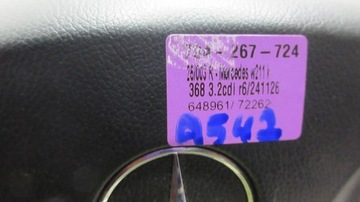 -267-724
- Mercedes w211)
368 3.2cdi r6/241126
648961/ 72262
A542